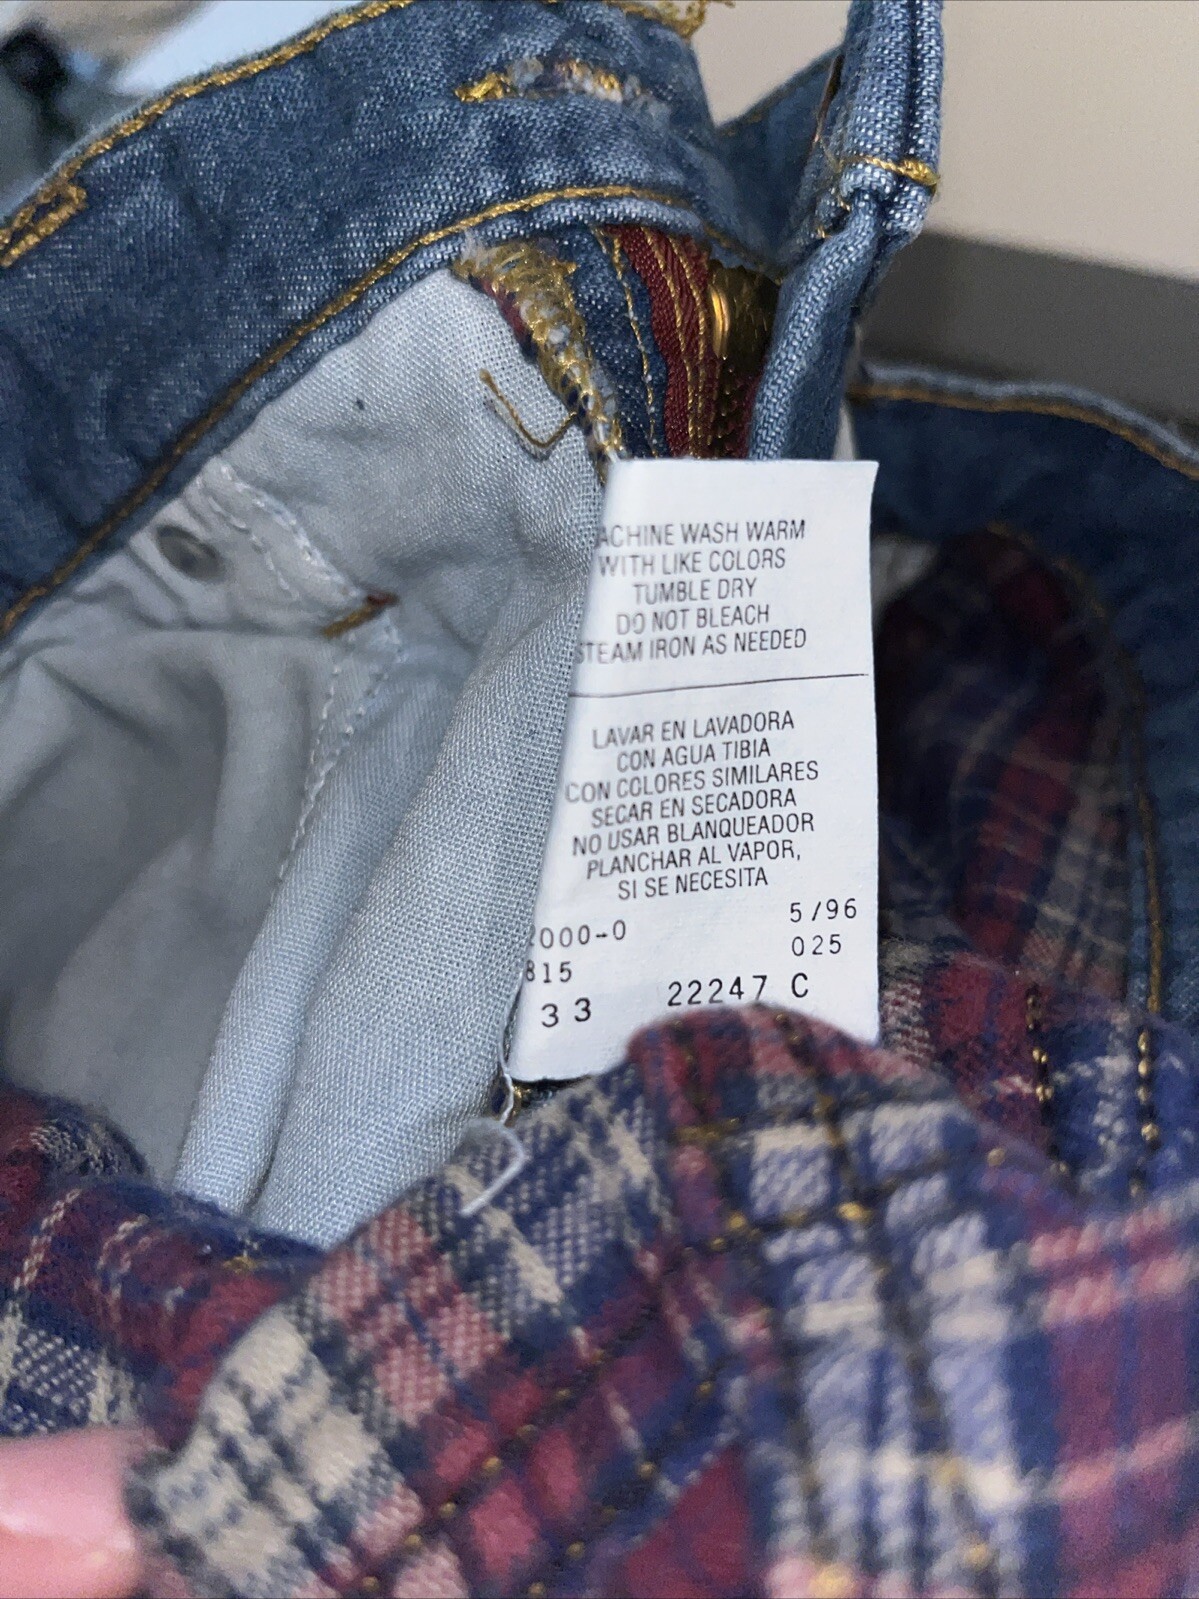 ACHINE WASH WARM
WITH LIKE COLORS
TUMBLE DRY
DO NOT BLEACH
STEAM IRON AS NEEDED
LAVAR EN LAVADORA
CON AGUA TIBIA
CON COLORES SIMILARES
SECAR EN SECADORA
NO USAR BLANQUEADOR
PLANCHAR AL VAPOR,
SI SE NECESITA
5/96
000-0
025
815
33 22247 C